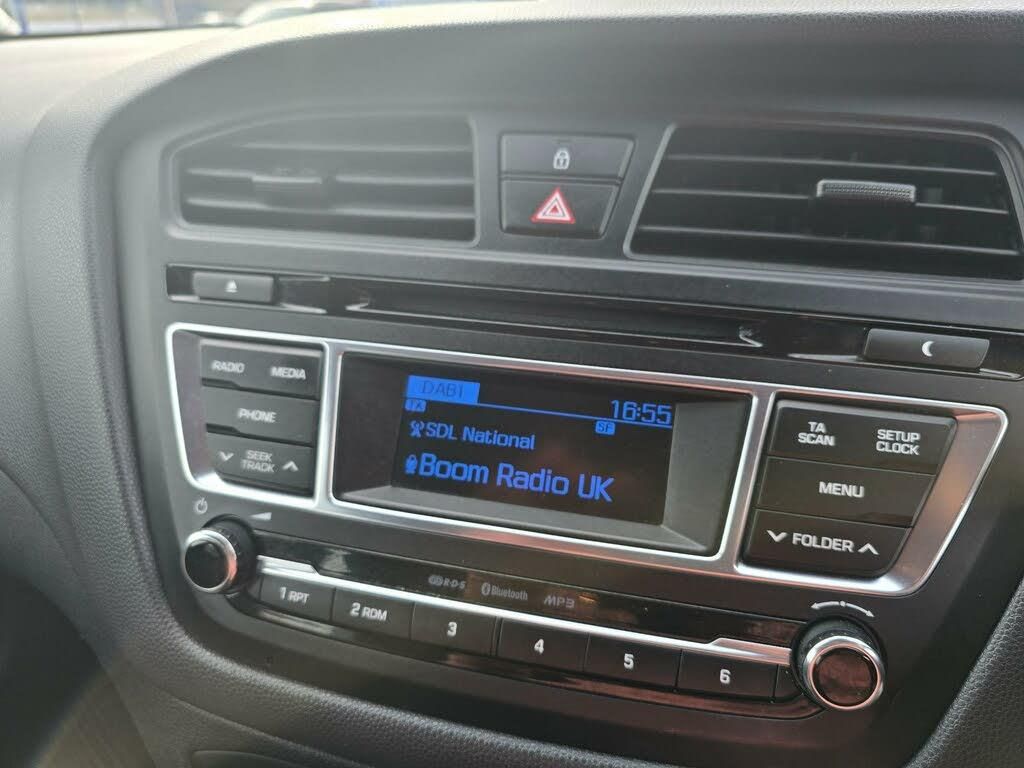 RADIO MEDIA
PHONE
SEEK
TRACK
DAB1
16:55
TA
SF
SDL National
Boom Radio UK
TA
SCAN
SETUP
CLOCK
MENU
FOLDER
R·D·S
Bluetooth
MP3
1 RPT
2 RDM
3
4
5
6